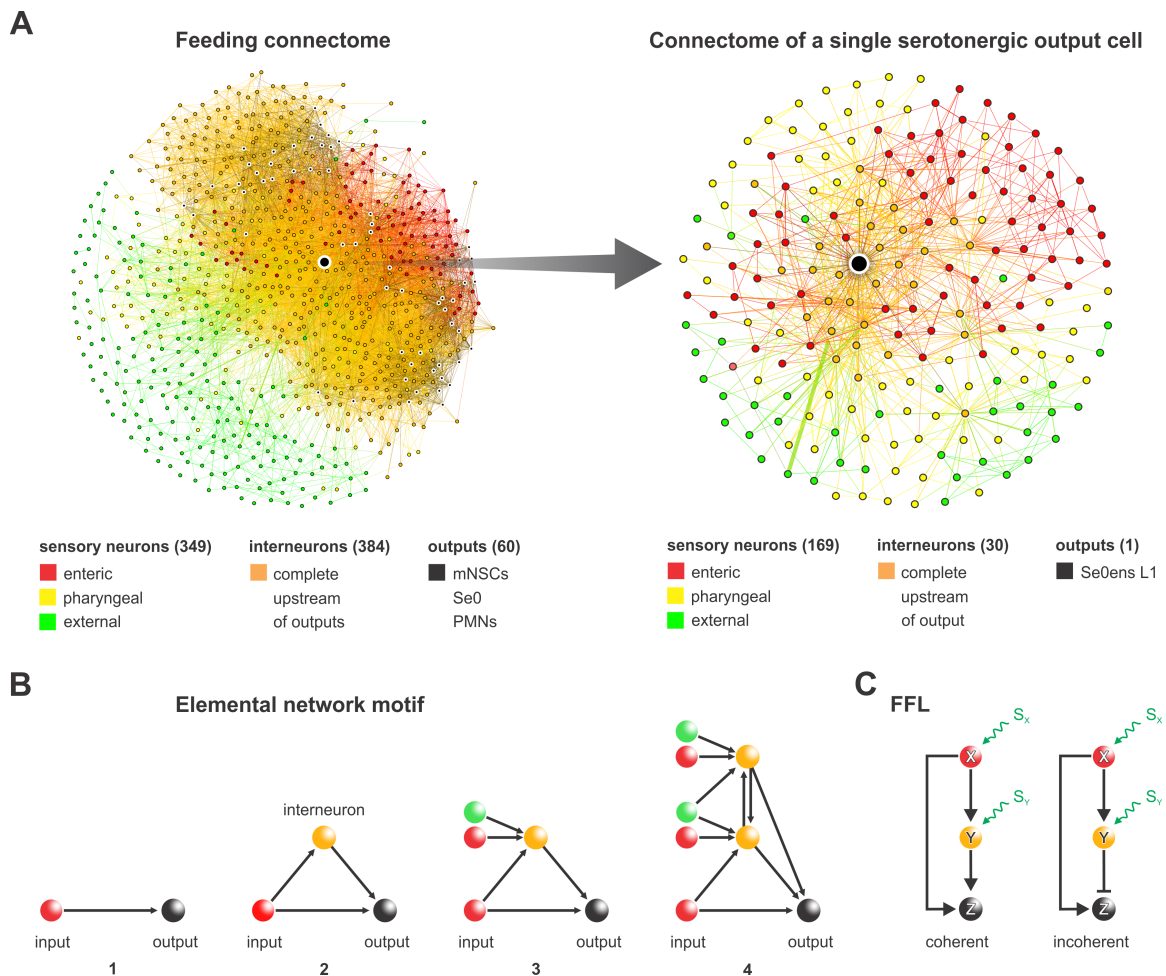 A
Feeding connectome
Connectome of a single serotonergic output cell
sensory neurons (349)
enteric
pharyngeal
external
interneurons (384)
complete
upstream
of outputs
outputs (60)
mNSCs
Se0
PMNs
sensory neurons (169)
enteric
pharyngeal
external
interneurons (30)
complete
upstream
of output
outputs (1)
Se0ens L1
B
Elemental network motif
input
output
1
interneuron
input
output
2
input
output
3
input
output
4
C
FFL
Sx
X
SY
Y
Z
coherent
Sx
X
SY
Y
Z
incoherent